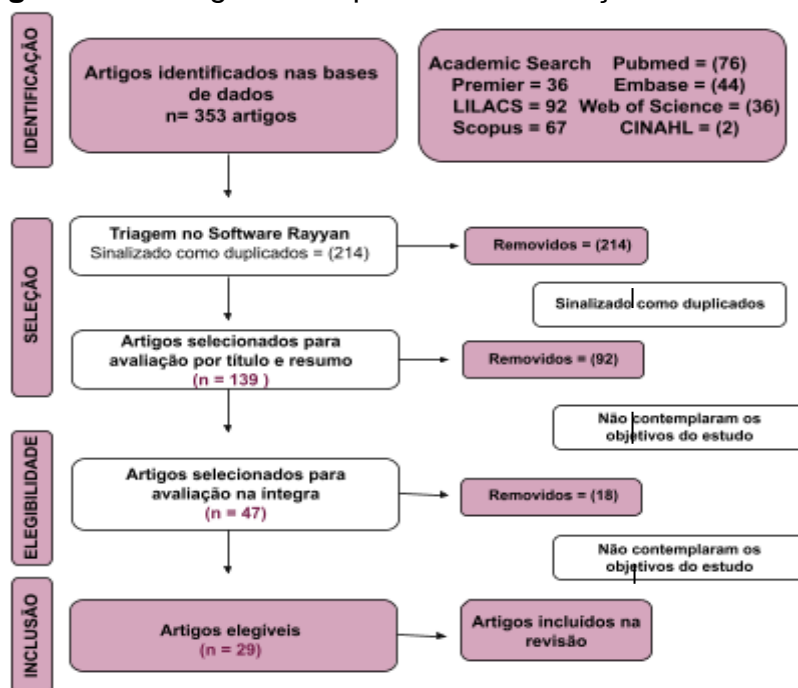 IDENTIFICAÇÃO
Artigos identificados nas bases
de dados
n= 353 artigos
Academic Search Pubmed = (76)
Premier = 36 Embase = (44)
LILACS = 92 Web of Science = (36)
Scopus = 67 CINAHL = (2)
SELEÇÃO
Triagem no Software Rayyan
Sinalizado como duplicados = (214)
Removidos = (214)
Sinalizado como duplicados
Artigos selecionados para
avaliação por título e resumo
(n = 139 )
Removidos = (92)
Não contemplaram os
objetivos do estudo
ELEGIBILIDADE
Artigos selecionados para
avaliação na íntegra
(n = 47)
Removidos = (18)
Não contemplaram os
objetivos do estudo
INCLUSÃO
Artigos elegíveis
(n = 29)
Artigos incluídos na
revisão